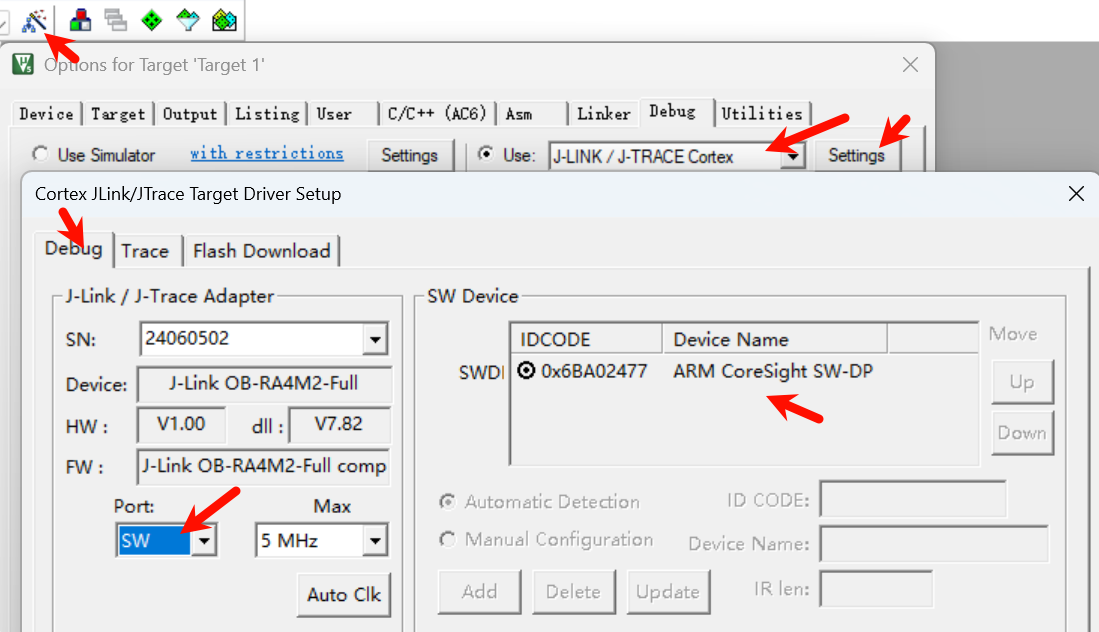 Options for Target 'Target 1'
Device Target Output Listing User C/C++ (AC6) Asm Linker Debug Utilities
Use Simulator with restrictions Settings Use: J-LINK / J-TRACE Cortex Settings
Cortex JLink/JTrace Target Driver Setup
Debug Trace Flash Download
J-Link / J-Trace Adapter
SN: 24060502
Device: J-Link OB-RA4M2-Full
HW : V1.00 dll : V7.82
FW : J-Link OB-RA4M2-Full comp
Port: Max
SW 5 MHz
Auto Clk
SW Device
IDCODE Device Name Move
SWDI 0x6BA02477 ARM CoreSight SW-DP
Up
Down
Automatic Detection ID CODE:
Manual Configuration Device Name:
Add Delete Update IR len: